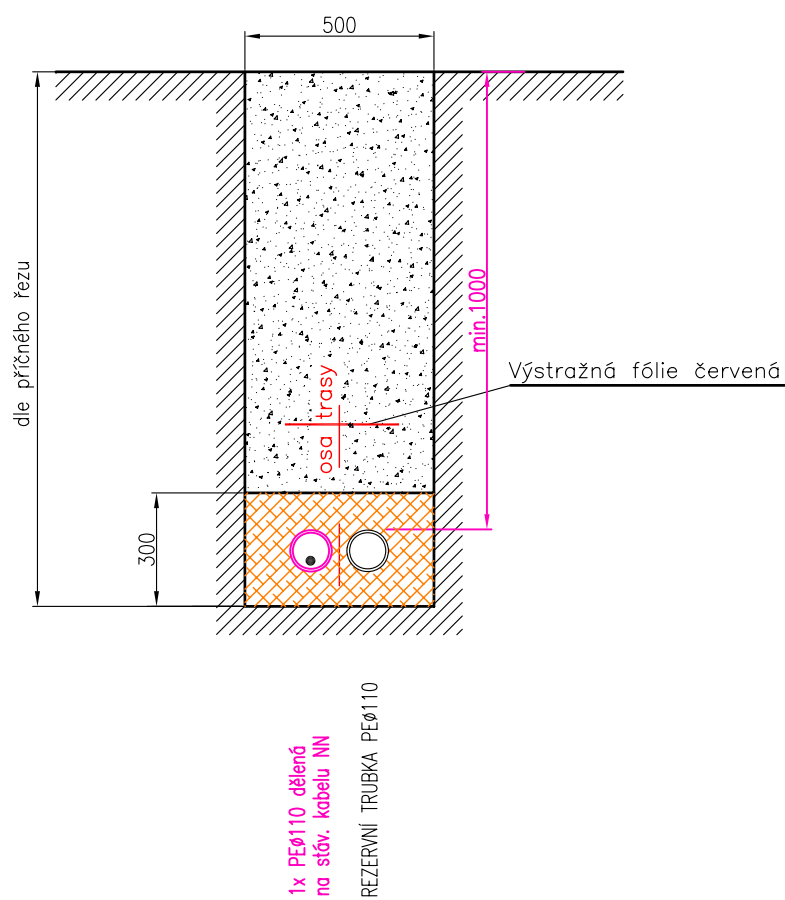 500
dle příčného řezu
min.1000
Výstražná fólie červená
osa trasy
300
1x PEø110 dělená
na stáv. kabelu NN
REZERVNÍ TRUBKA PEø110